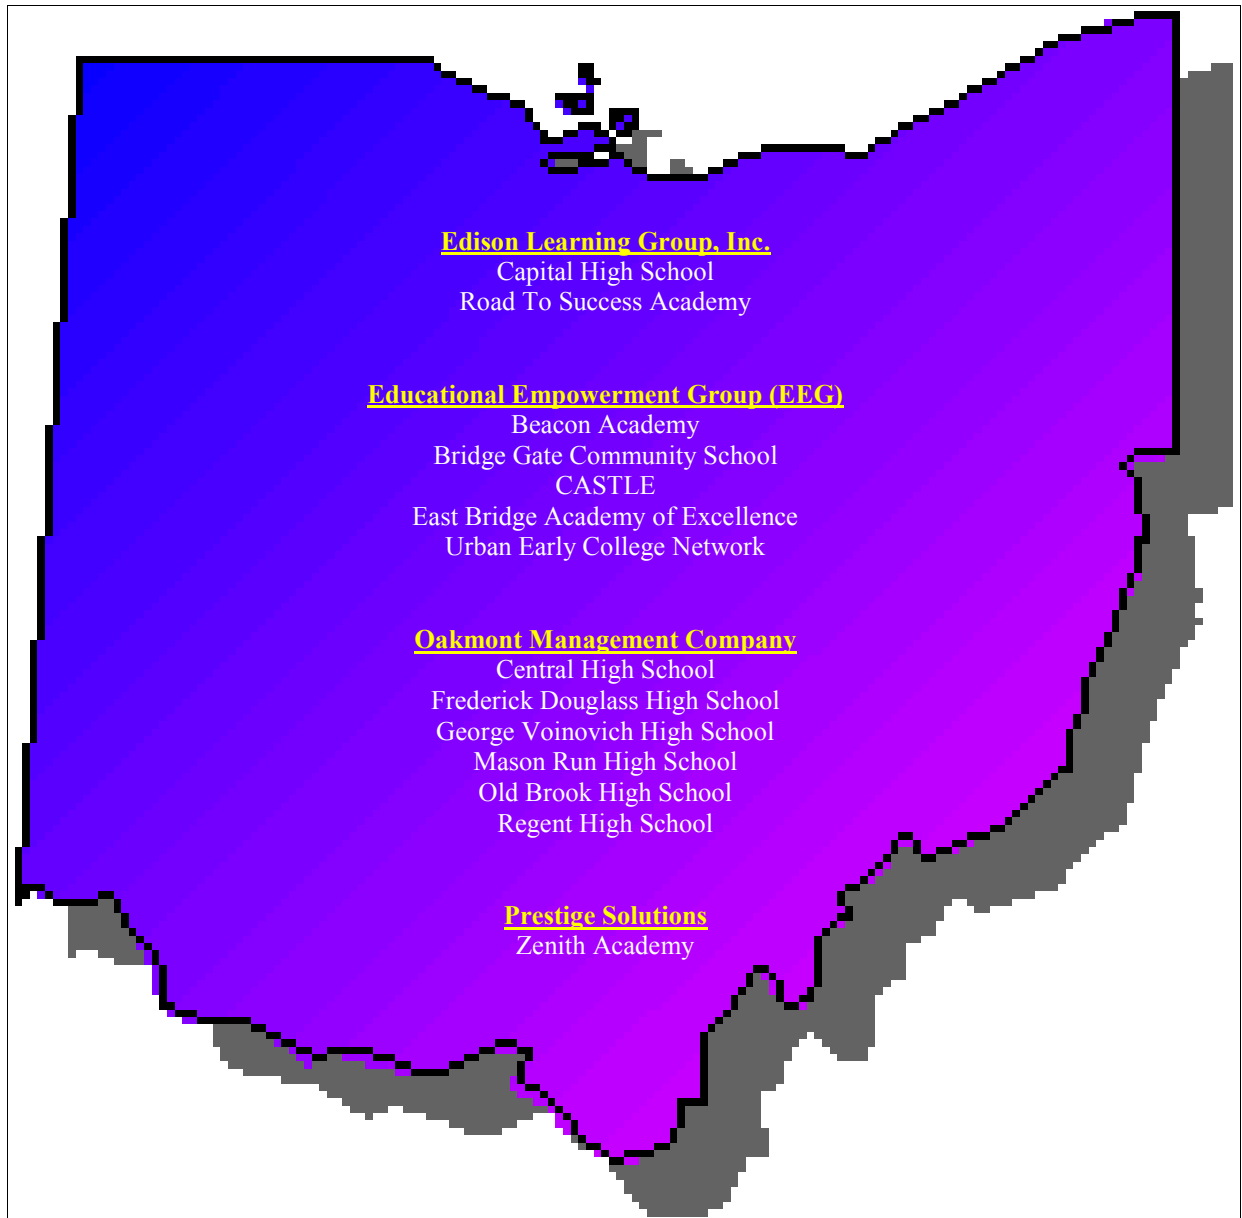 Edison Learning Group, Inc.
Capital High School
Road To Success Academy
Educational Empowerment Group (EEG)
Beacon Academy
Bridge Gate Community School
CASTLE
East Bridge Academy of Excellence
Urban Early College Network
Oakmont Management Company
Central High School
Frederick Douglass High School
George Voinovich High School
Mason Run High School
Old Brook High School
Regent High School
Prestige Solutions
Zenith Academy